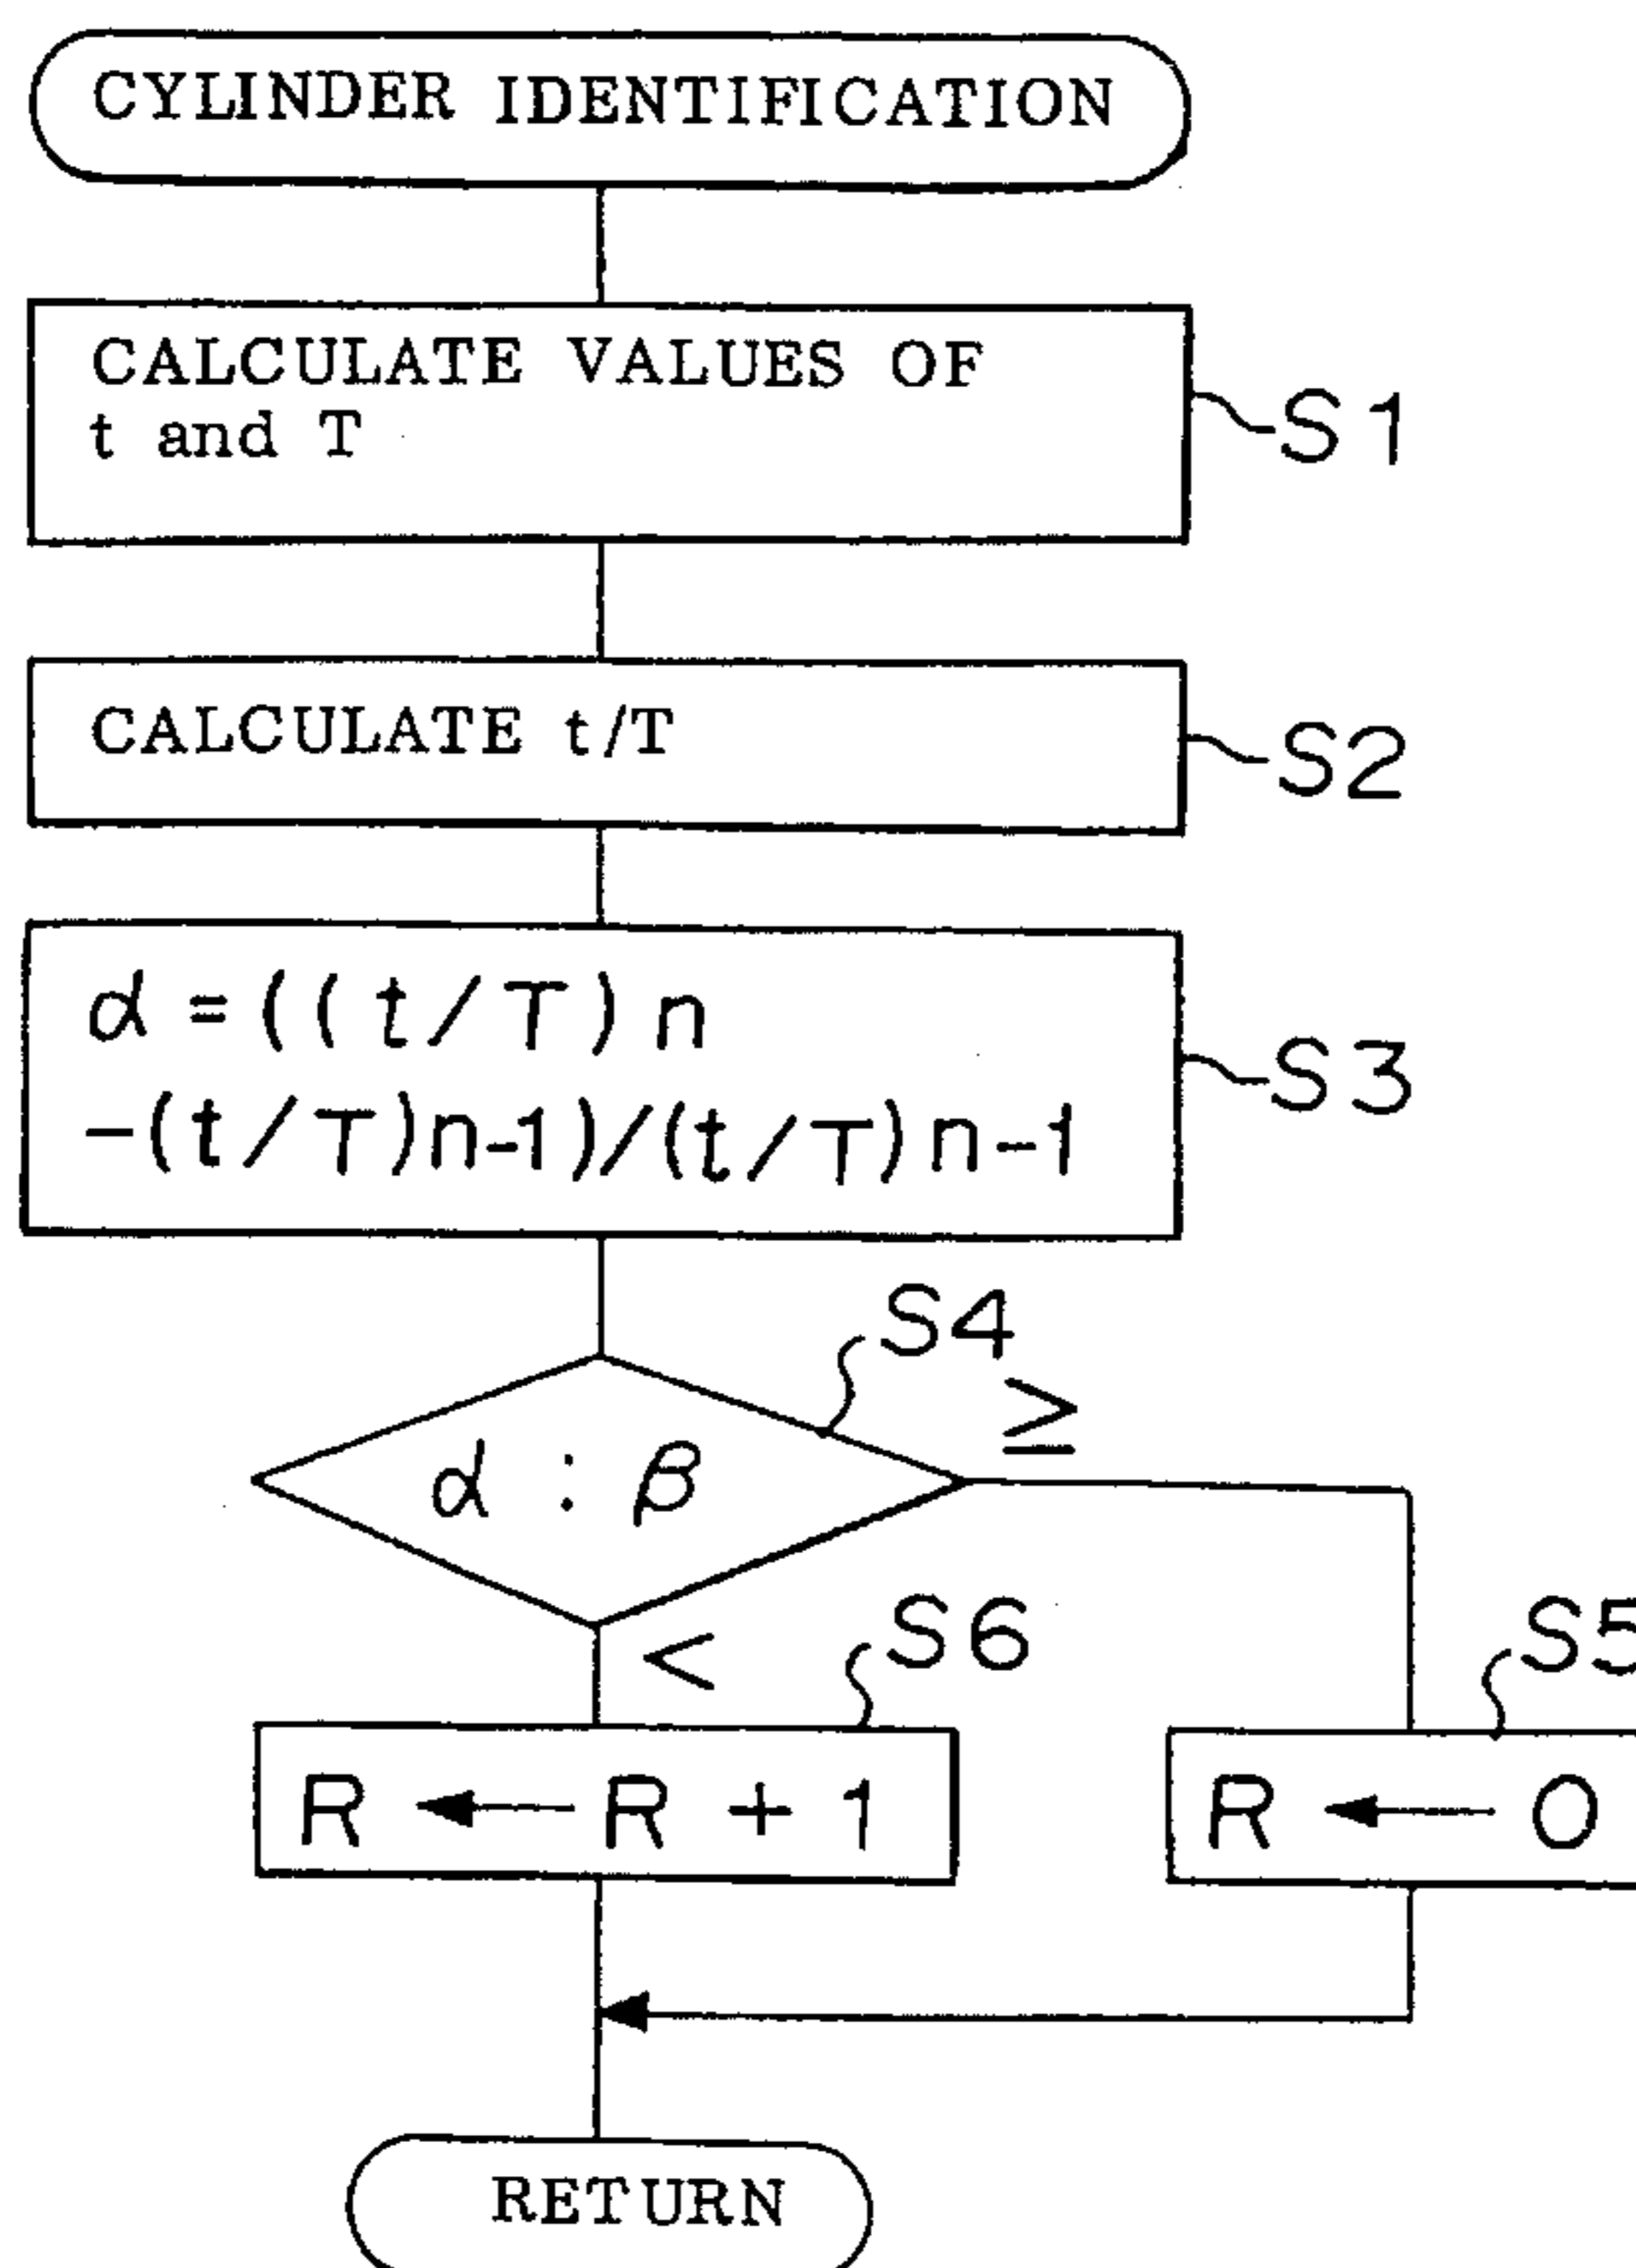 CYLINDER IDENTIFICATION
CALCULATE VALUES OF
t and T
S1
CALCULATE t/T
S2
α=((t/T)n
-(t/T)n-1)/(t/T)n-1
S3
S4
≥
α : β
<
S6
S5
R ← R + 1
R ← 0
RETURN